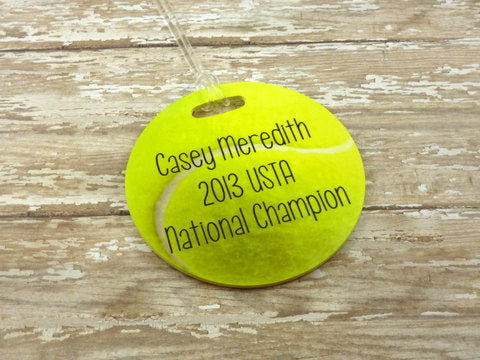 Casey Meredith
2013 USTA
National Champion